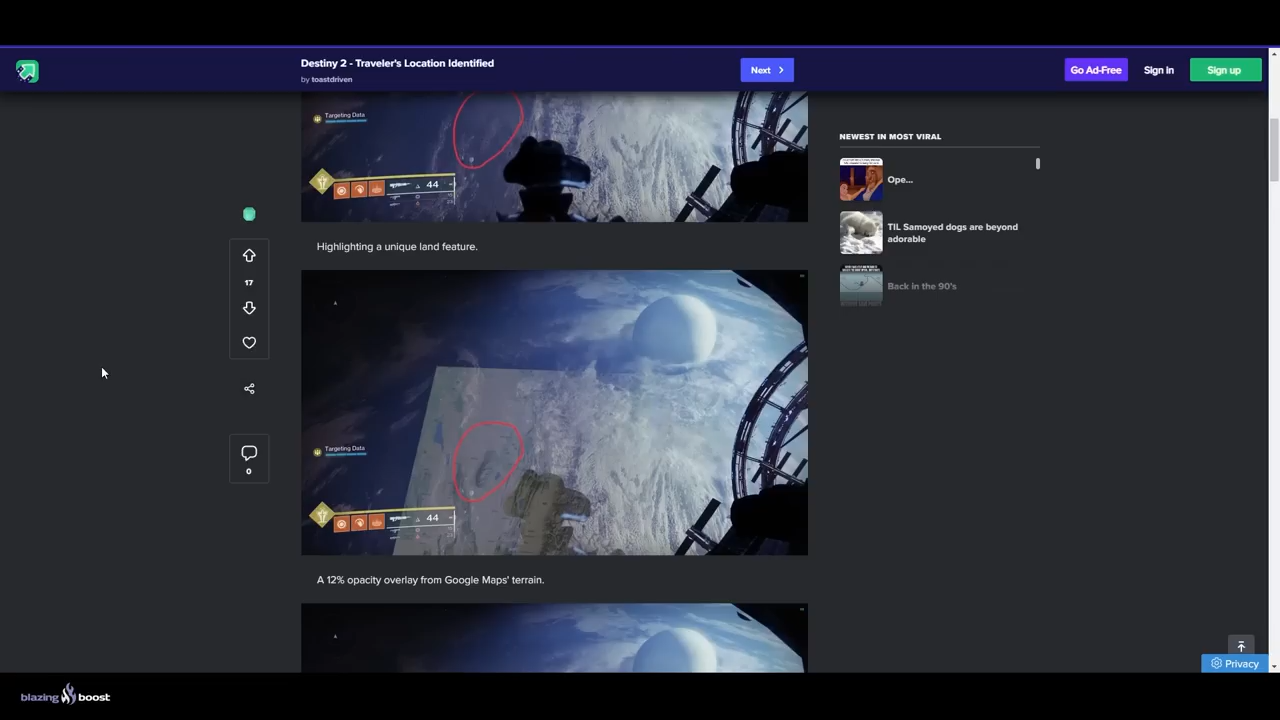 Destiny 2 - Traveler's Location Identified
by toastdriven
Next
Go Ad-Free
Sign in
Sign up
Targeting Data
44
Highlighting a unique land feature.
17
0
Targeting Data
44
A 12% opacity overlay from Google Maps' terrain.
NEWEST IN MOST VIRAL
Ope...
TIL Samoyed dogs are beyond
adorable
Back in the 90's
Privacy
blazing boost